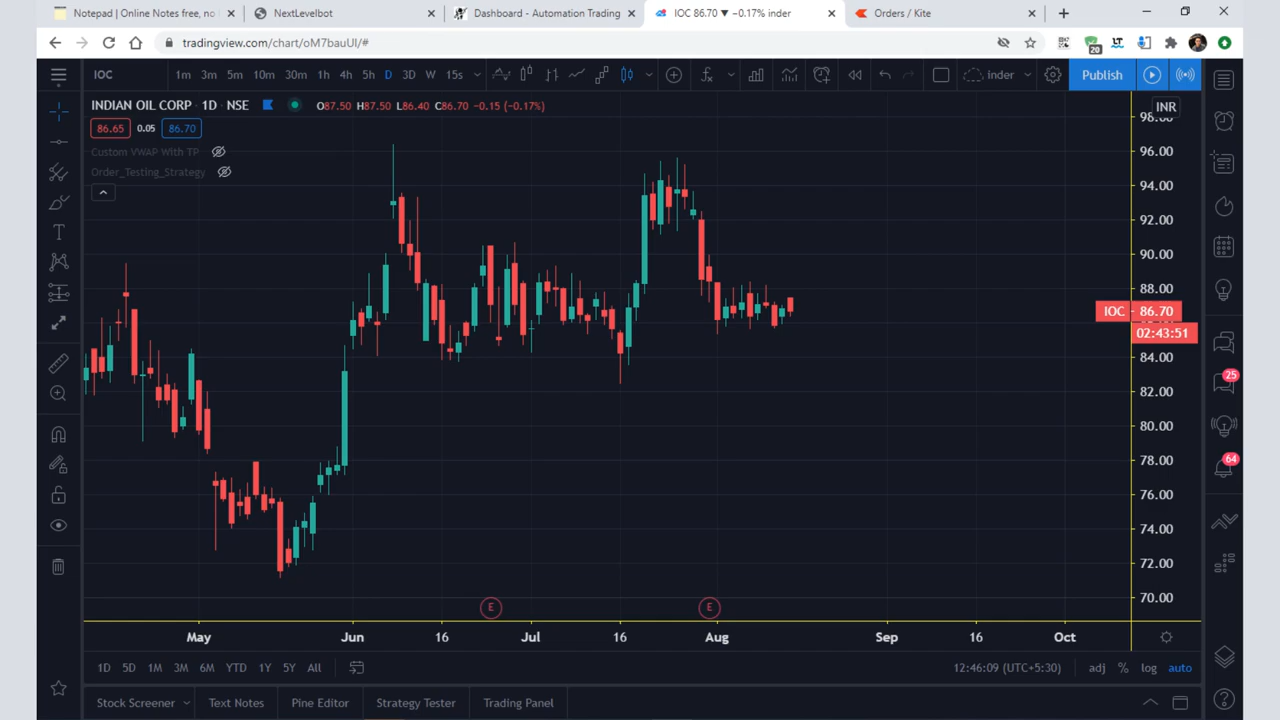 Notepad | Online Notes free, no
NextLevelbot
Dashboard - Automation Trading
IOC 86.70 ▼ −0.17% inder
Orders / Kite
tradingview.com/chart/oM7bauUI/#
20
IOC 1m 3m 5m 10m 30m 1h 4h 5h D 3D W 15s inder Publish
INDIAN OIL CORP · 1D · NSE O87.50 H87.50 L86.40 C86.70 −0.15 (−0.17%)
INR
86.65 0.05 86.70
Custom VWAP With TP
Order_Testing_Strategy
98.00
96.00
94.00
92.00
90.00
88.00
IOC 86.70
02:43:51
84.00
82.00
80.00
78.00
76.00
74.00
72.00
70.00
25
64
E E
May Jun 16 Jul 16 Aug Sep 16 Oct
1D 5D 1M 3M 6M YTD 1Y 5Y All 12:46:09 (UTC+5:30) adj % log auto
Stock Screener Text Notes Pine Editor Strategy Tester Trading Panel